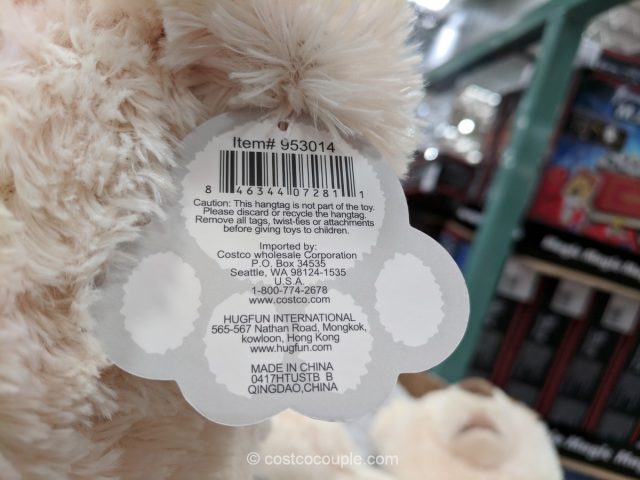 Item# 953014
8 46344 07281 1
Caution: This hangtag is not part of the toy.
Please discard or recycle the hangtag.
Remove all tags, twist-ties or attachments
before giving toys to children.
Imported by:
Costco wholesale Corporation
P.O. Box 34535
Seattle, WA 98124-1535
U.S.A.
1-800-774-2678
www.costco.com
HUGFUN INTERNATIONAL
565-567 Nathan Road, Mongkok,
kowloon, Hong Kong
www.hugfun.com
MADE IN CHINA
0417HTUSTB B
QINGDAO,CHINA
© costcocouple.com